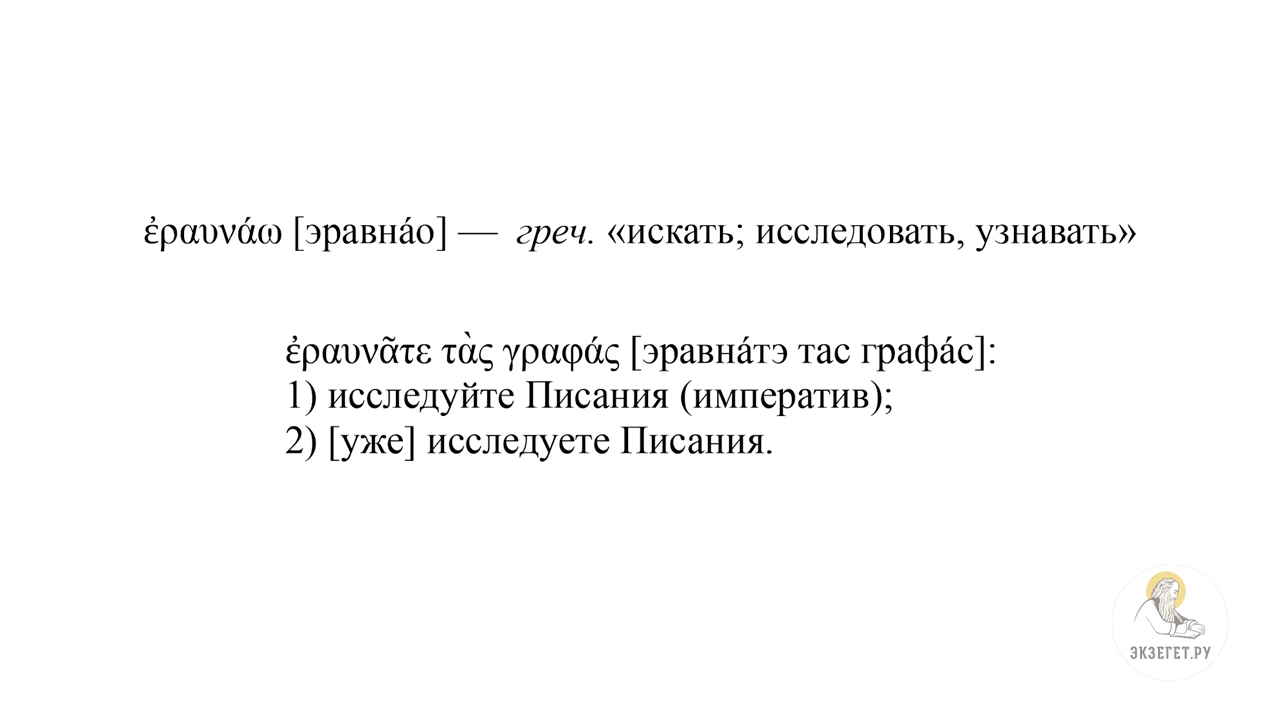 ἐραυνάω [эравнáо] — греч. «искать; исследовать, узнавать»
ἐραυνᾶτε τὰς γραφάς [эравнáтэ тас графáс]:
1) исследуйте Писания (императив);
2) [уже] исследуете Писания.
ЭКЗЕГЕТ.РУ